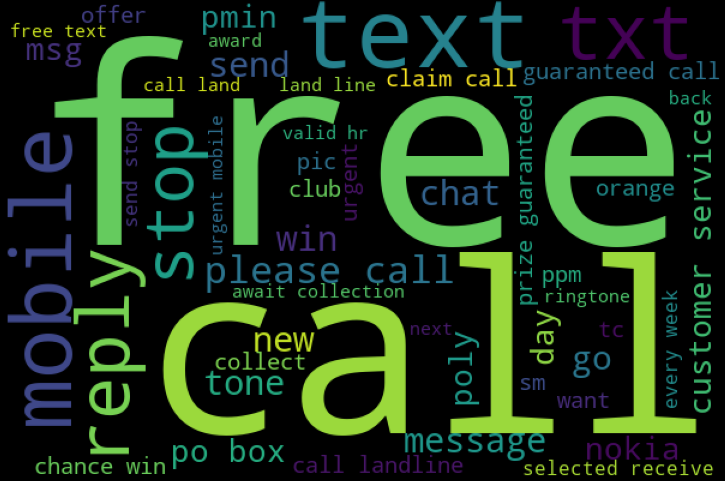 offer
free text
msg
pmin
award
send
text
txt
call land
land line
claim call
guaranteed call
back
free
mobile
send stop
stop
urgent mobile
valid hr
pic
urgent
club
chat
prize guaranteed
orange
customer service
reply
win
please call
await collection
ppm
ringtone
call
new
next
collect
tone
poly
day
tc
go
every week
sm
want
po box
message
nokia
chance win
call landline
selected receive